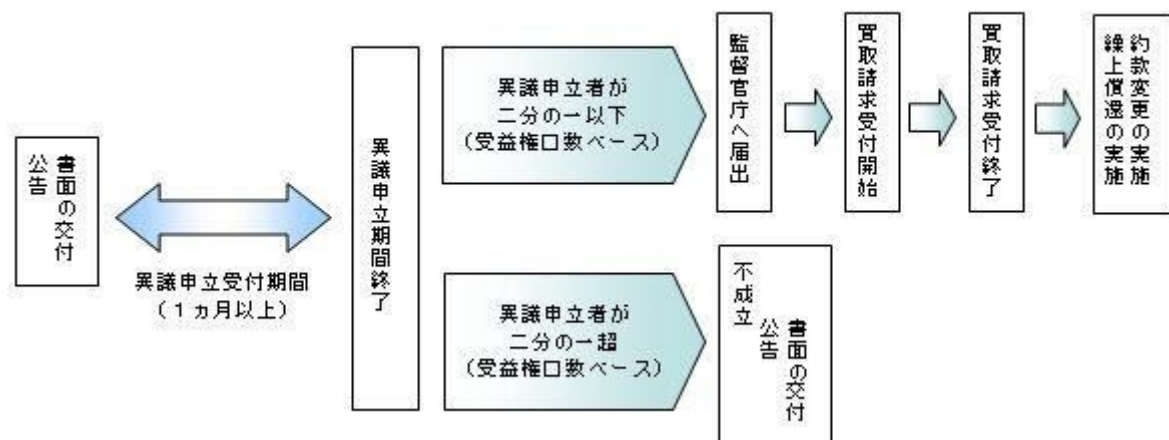 書面の交付
公告
異議申立受付期間
(1ヵ月以上)
異議申立期間終了
異議申立者が
二分の一以下
(受益権口数ベース)
監督官庁へ届出
買取請求受付開始
買取請求受付終了
約款変更の実施
繰上償還の実施
異議申立者が
二分の一超
(受益権口数ベース)
不成立
書面の交付
公告